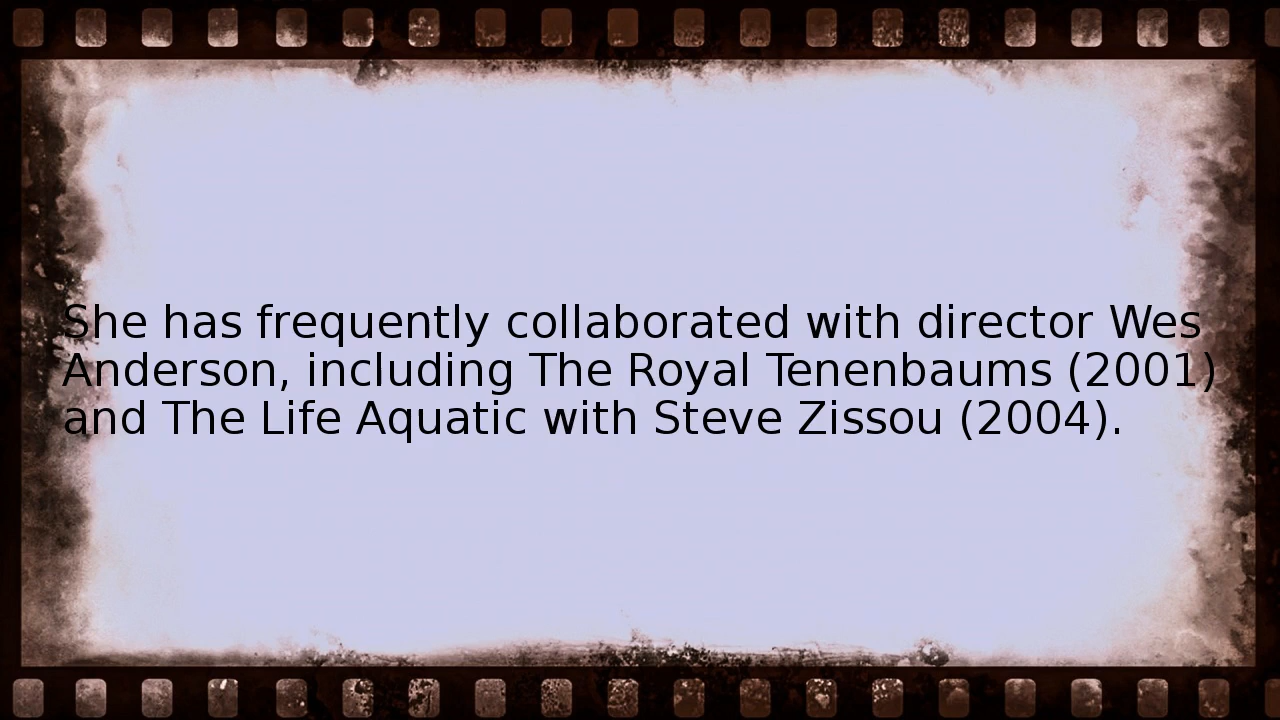 She has frequently collaborated with director Wes
Anderson, including The Royal Tenenbaums (2001)
and The Life Aquatic with Steve Zissou (2004).